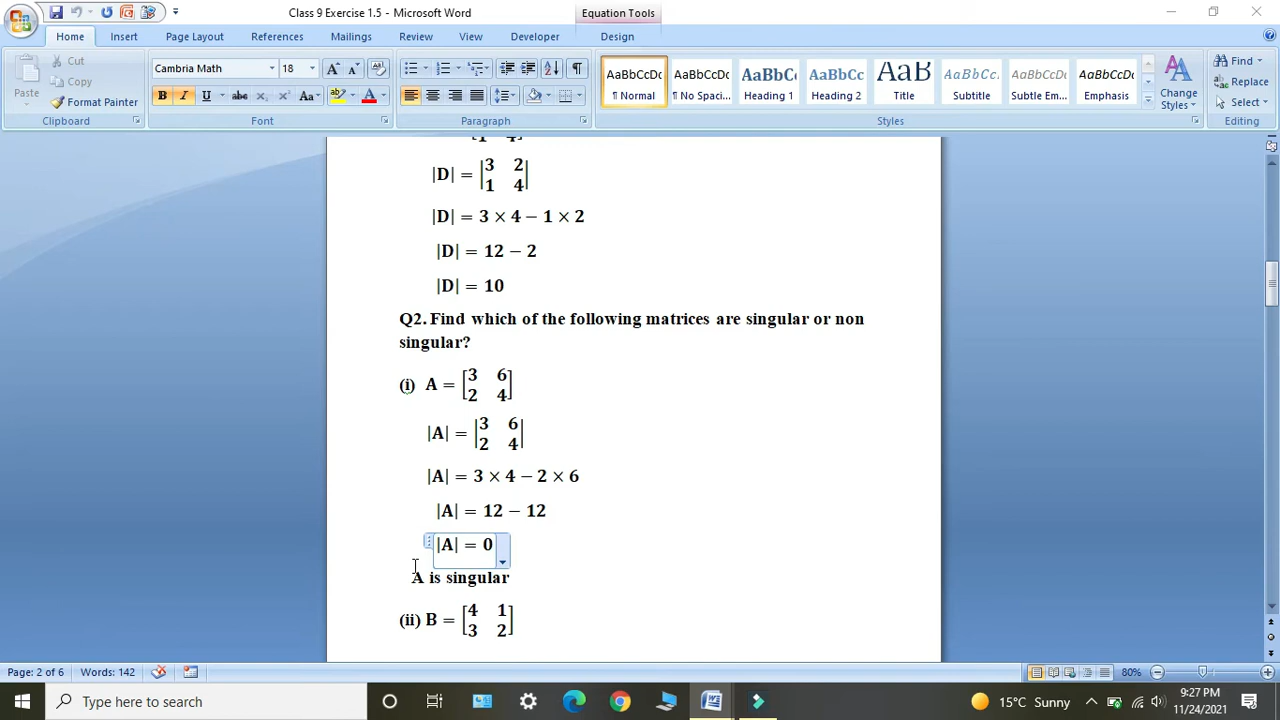 Class 9 Exercise 1.5 - Microsoft Word
Equation Tools
Home Insert Page Layout References Mailings Review View Developer Design
Paste
Cut
Copy
Format Painter
Clipboard
Cambria Math 18
B I U abc x₂ x² Aa
Font
Paragraph
AaBbCcDc
¶ Normal
AaBbCcDc
¶ No Spaci...
AaBbCc
Heading 1
AaBbCc
Heading 2
AaB
Title
AaBbCc.
Subtitle
AaBbCcDc
Subtle Em...
AaBbCcDc
Emphasis
Change
Styles
Styles
Find
Replace
Select
Editing
|D| = |3 2|
|1 4|
|D| = 3 × 4 − 1 × 2
|D| = 12 − 2
|D| = 10
Q2. Find which of the following matrices are singular or non
singular?
(i) A = [3 6]
[2 4]
|A| = |3 6|
|2 4|
|A| = 3 × 4 − 2 × 6
|A| = 12 − 12
|A| = 0
A is singular
(ii) B = [4 1]
[3 2]
Page: 2 of 6 Words: 142 80%
Type here to search
15°C Sunny
9:27 PM
11/24/2021